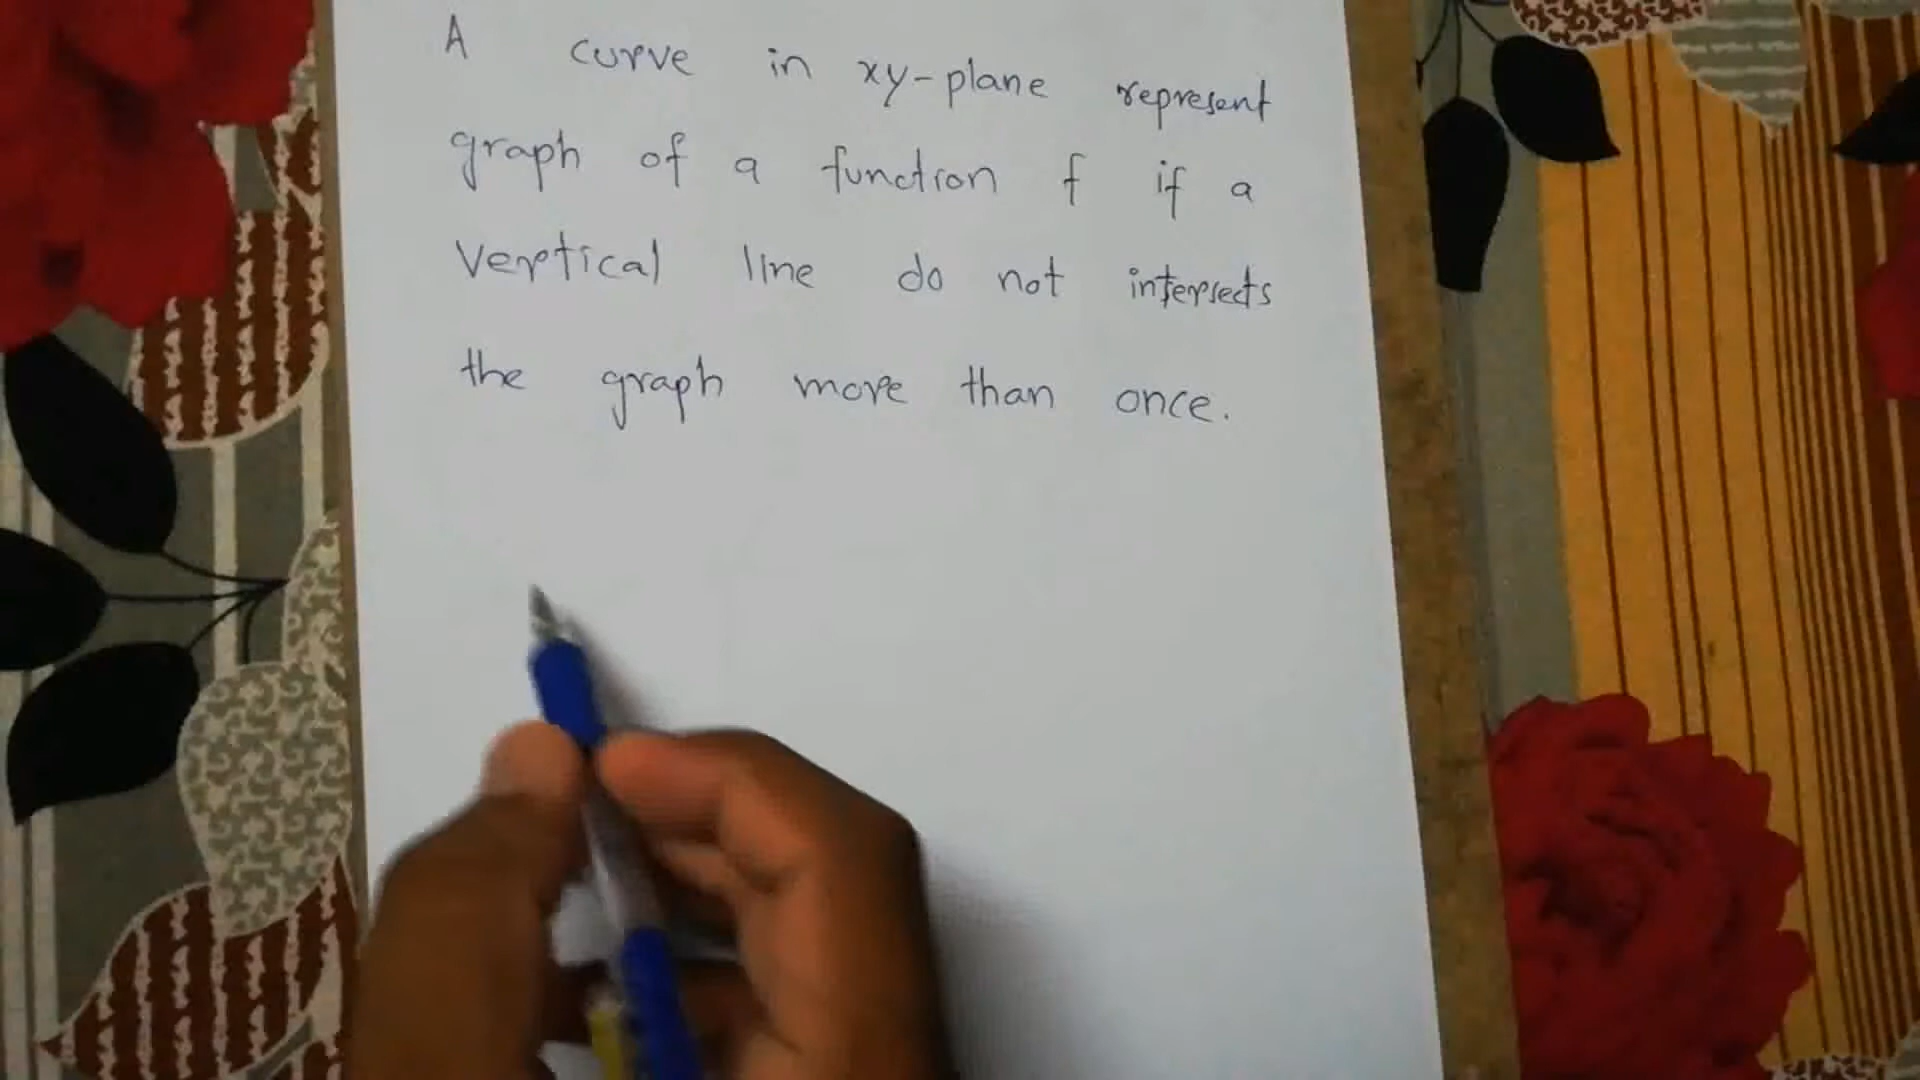 A curve in xy-plane represent
graph of a function f if a
vertical line do not intersects
the graph more than once.